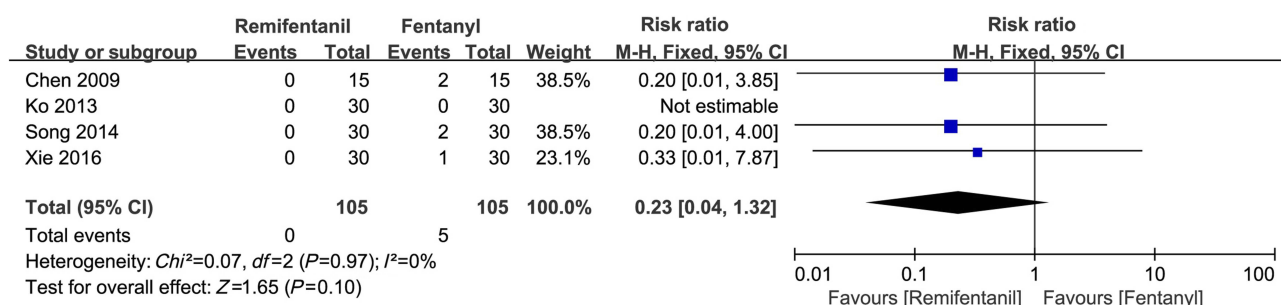 Remifentanil Fentanyl Risk ratio Risk ratio
Study or subgroup Events Total Events Total Weight M-H, Fixed, 95% CI M-H, Fixed, 95% CI
Chen 2009 0 15 2 15 38.5% 0.20 [0.01, 3.85]
Ko 2013 0 30 0 30 Not estimable
Song 2014 0 30 2 30 38.5% 0.20 [0.01, 4.00]
Xie 2016 0 30 1 30 23.1% 0.33 [0.01, 7.87]
Total (95% CI) 105 105 100.0% 0.23 [0.04, 1.32]
Total events 0 5
Heterogeneity: Chi²=0.07, df=2 (P=0.97); I²=0%
Test for overall effect: Z=1.65 (P=0.10)
0.01 0.1 1 10 100
Favours [Remifentanil] Favours [Fentanyl]